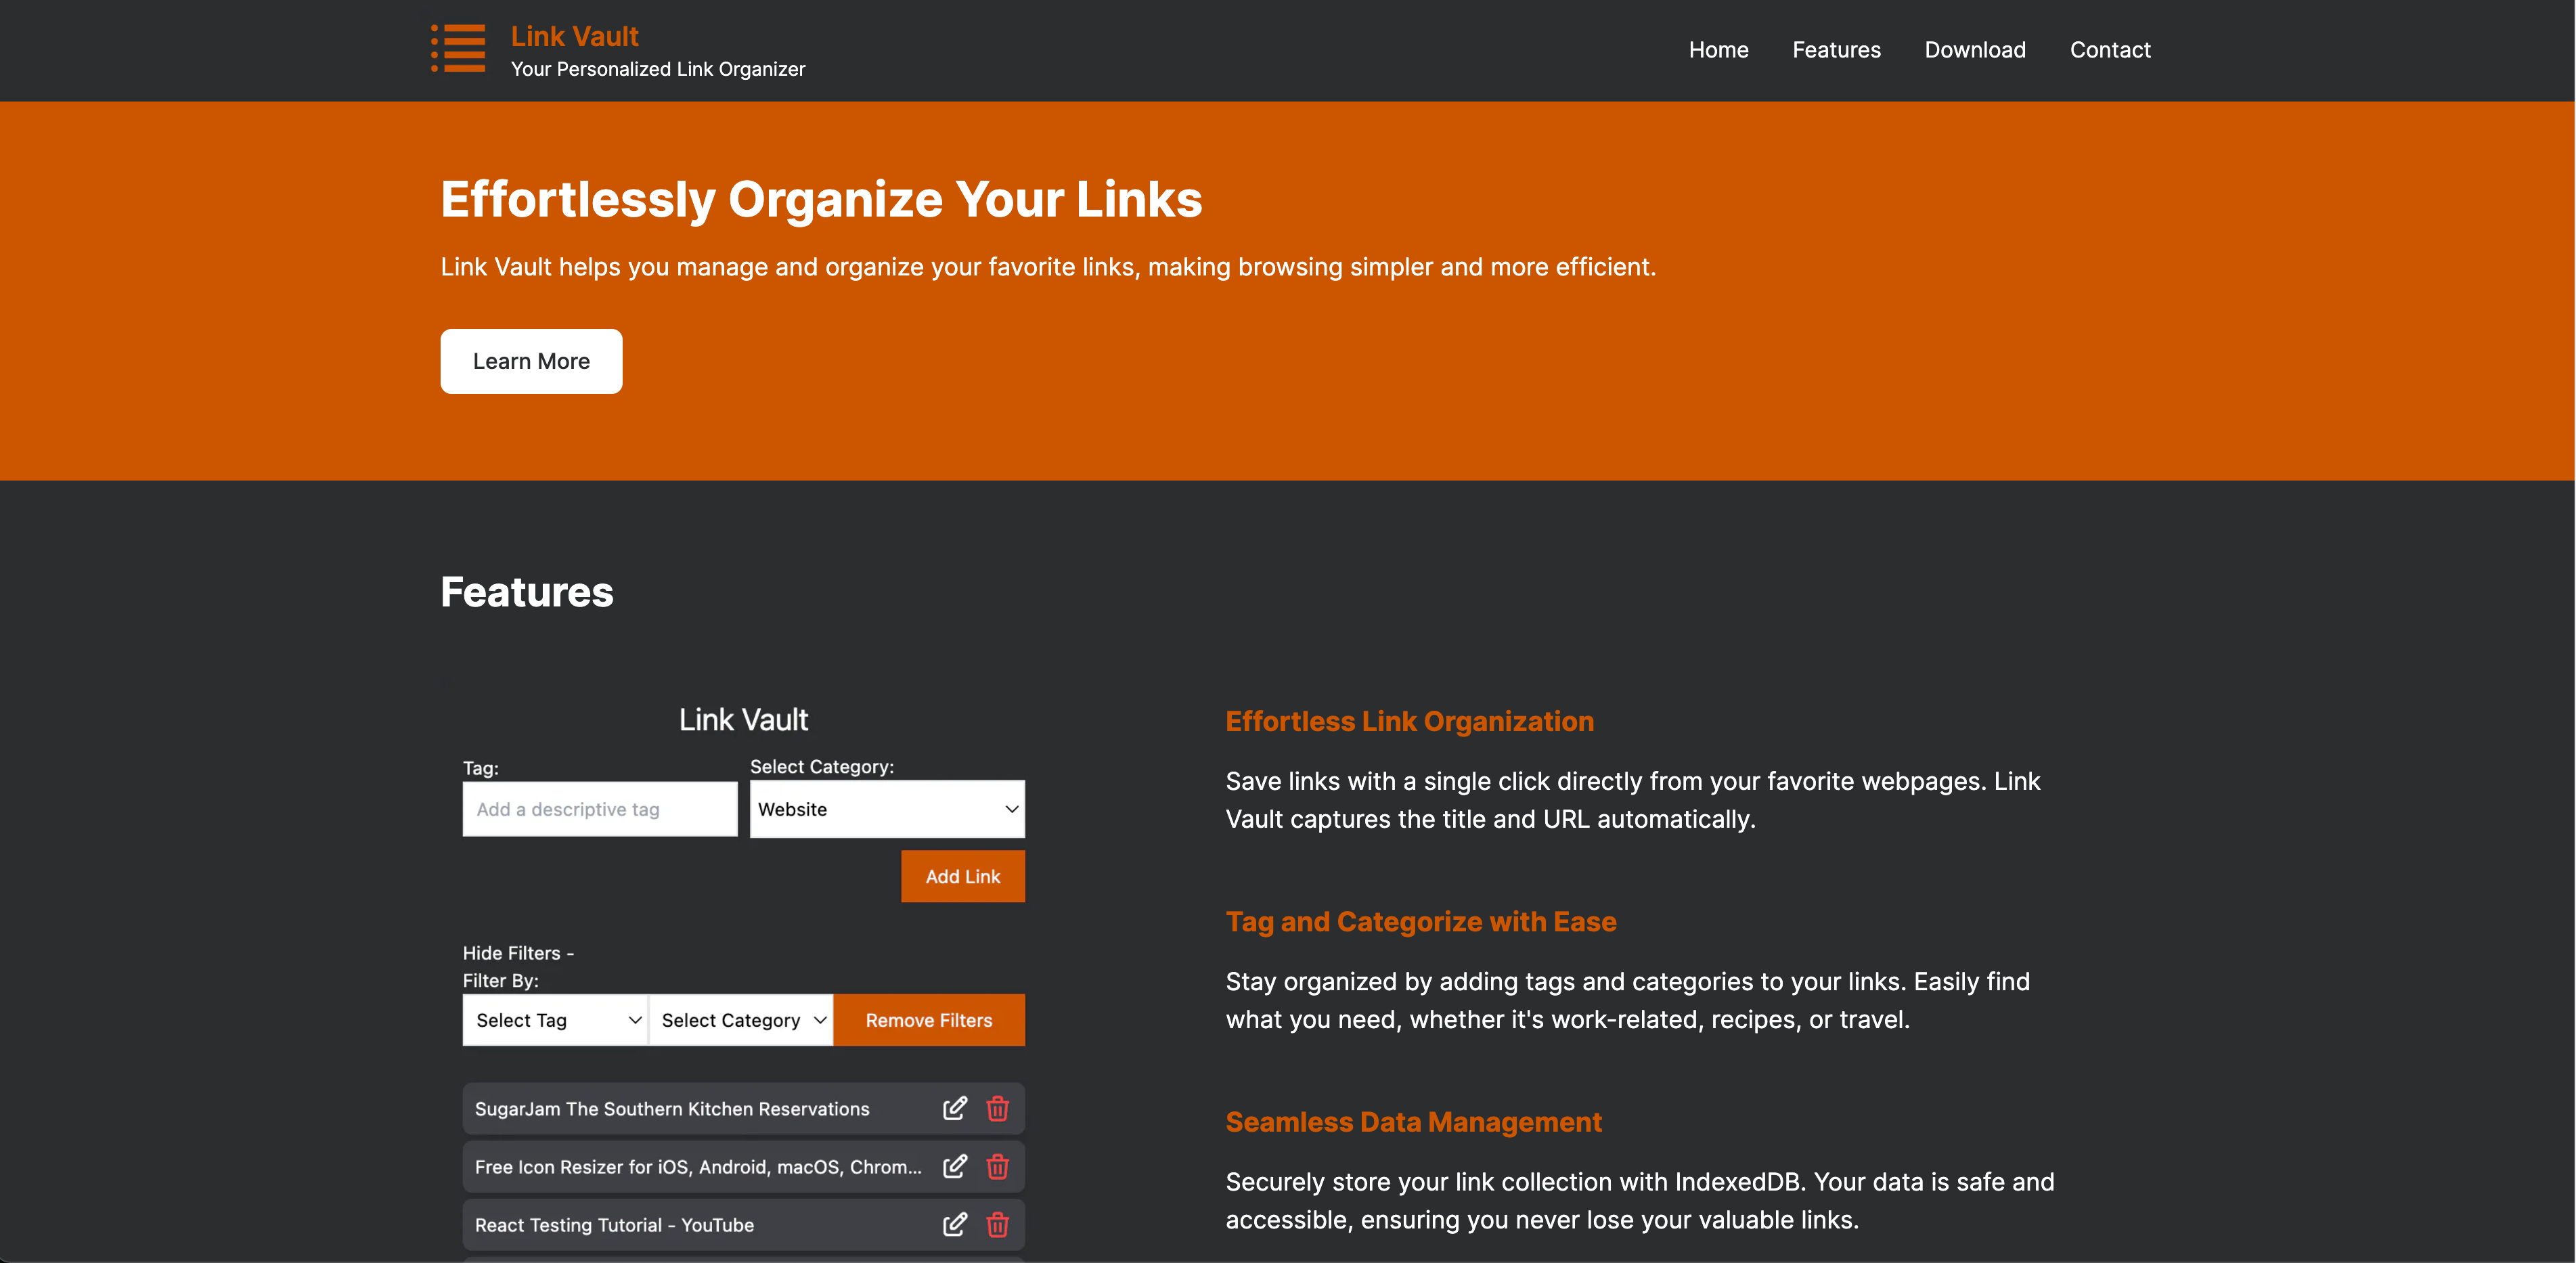 Link Vault
Your Personalized Link Organizer
Home
Features
Download
Contact
Effortlessly Organize Your Links
Link Vault helps you manage and organize your favorite links, making browsing simpler and more efficient.
Learn More
Features
Link Vault
Tag:
Select Category:
Add a descriptive tag
Website
Add Link
Hide Filters -
Filter By:
Select Tag
Select Category
Remove Filters
SugarJam The Southern Kitchen Reservations
Free Icon Resizer for iOS, Android, macOS, Chrom...
React Testing Tutorial - YouTube
Effortless Link Organization
Save links with a single click directly from your favorite webpages. Link
Vault captures the title and URL automatically.
Tag and Categorize with Ease
Stay organized by adding tags and categories to your links. Easily find
what you need, whether it's work-related, recipes, or travel.
Seamless Data Management
Securely store your link collection with IndexedDB. Your data is safe and
accessible, ensuring you never lose your valuable links.